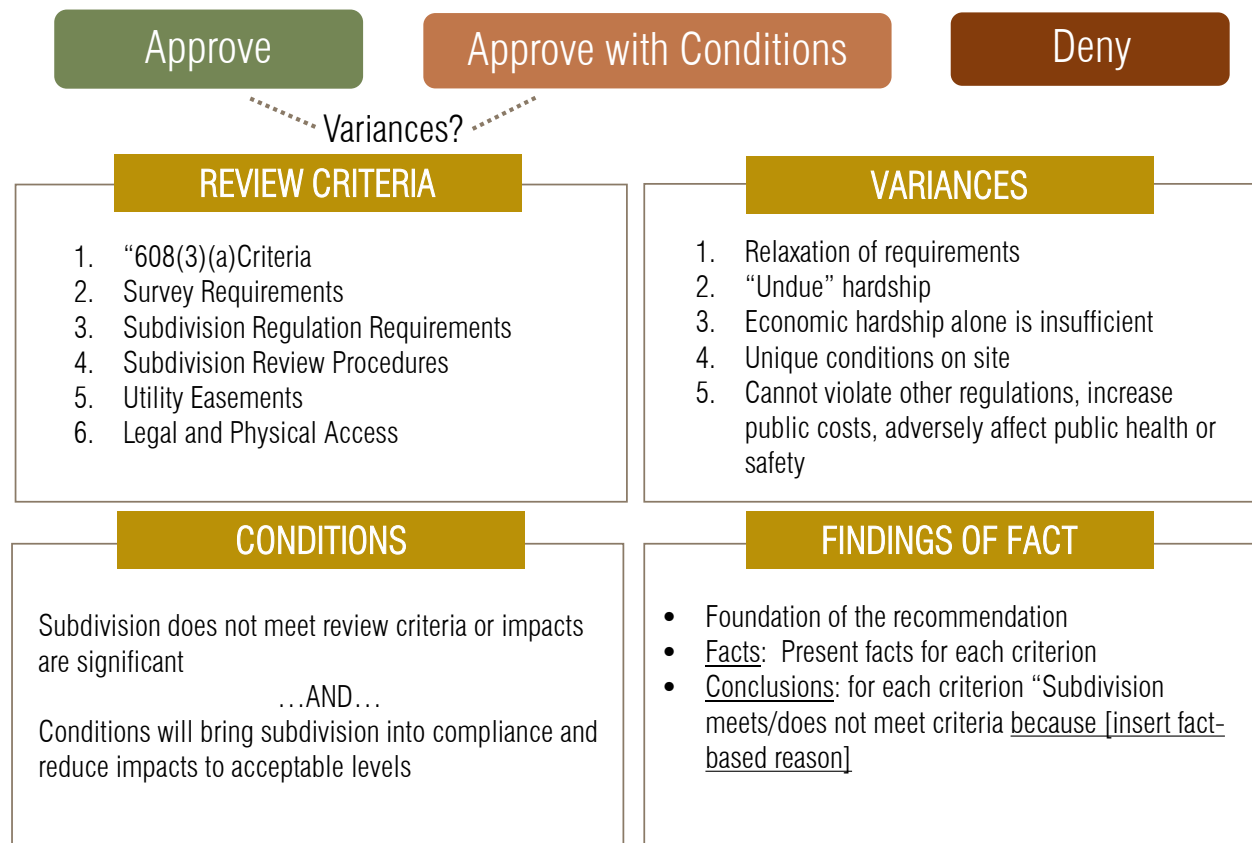 Approve
Approve with Conditions
Deny
Variances?
REVIEW CRITERIA
1. “608(3)(a)Criteria
2. Survey Requirements
3. Subdivision Regulation Requirements
4. Subdivision Review Procedures
5. Utility Easements
6. Legal and Physical Access
VARIANCES
1. Relaxation of requirements
2. “Undue” hardship
3. Economic hardship alone is insufficient
4. Unique conditions on site
5. Cannot violate other regulations, increase
public costs, adversely affect public health or
safety
CONDITIONS
Subdivision does not meet review criteria or impacts
are significant
…AND…
Conditions will bring subdivision into compliance and
reduce impacts to acceptable levels
FINDINGS OF FACT
• Foundation of the recommendation
• Facts: Present facts for each criterion
• Conclusions: for each criterion “Subdivision
meets/does not meet criteria because [insert fact-
based reason]